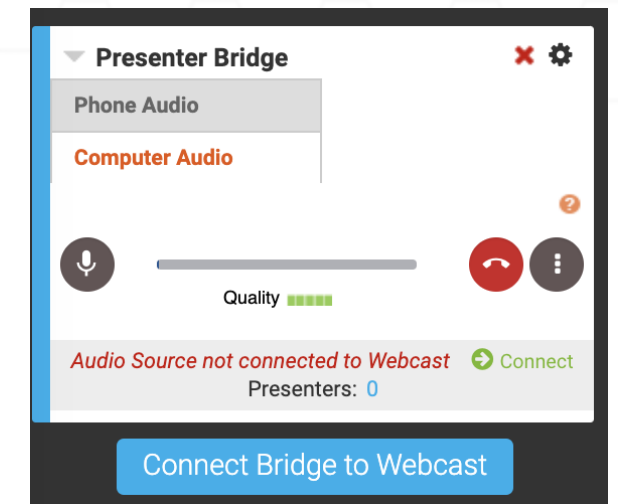 Presenter Bridge
Phone Audio
Computer Audio
?
Quality
Audio Source not connected to Webcast Connect
Presenters: 0
Connect Bridge to Webcast